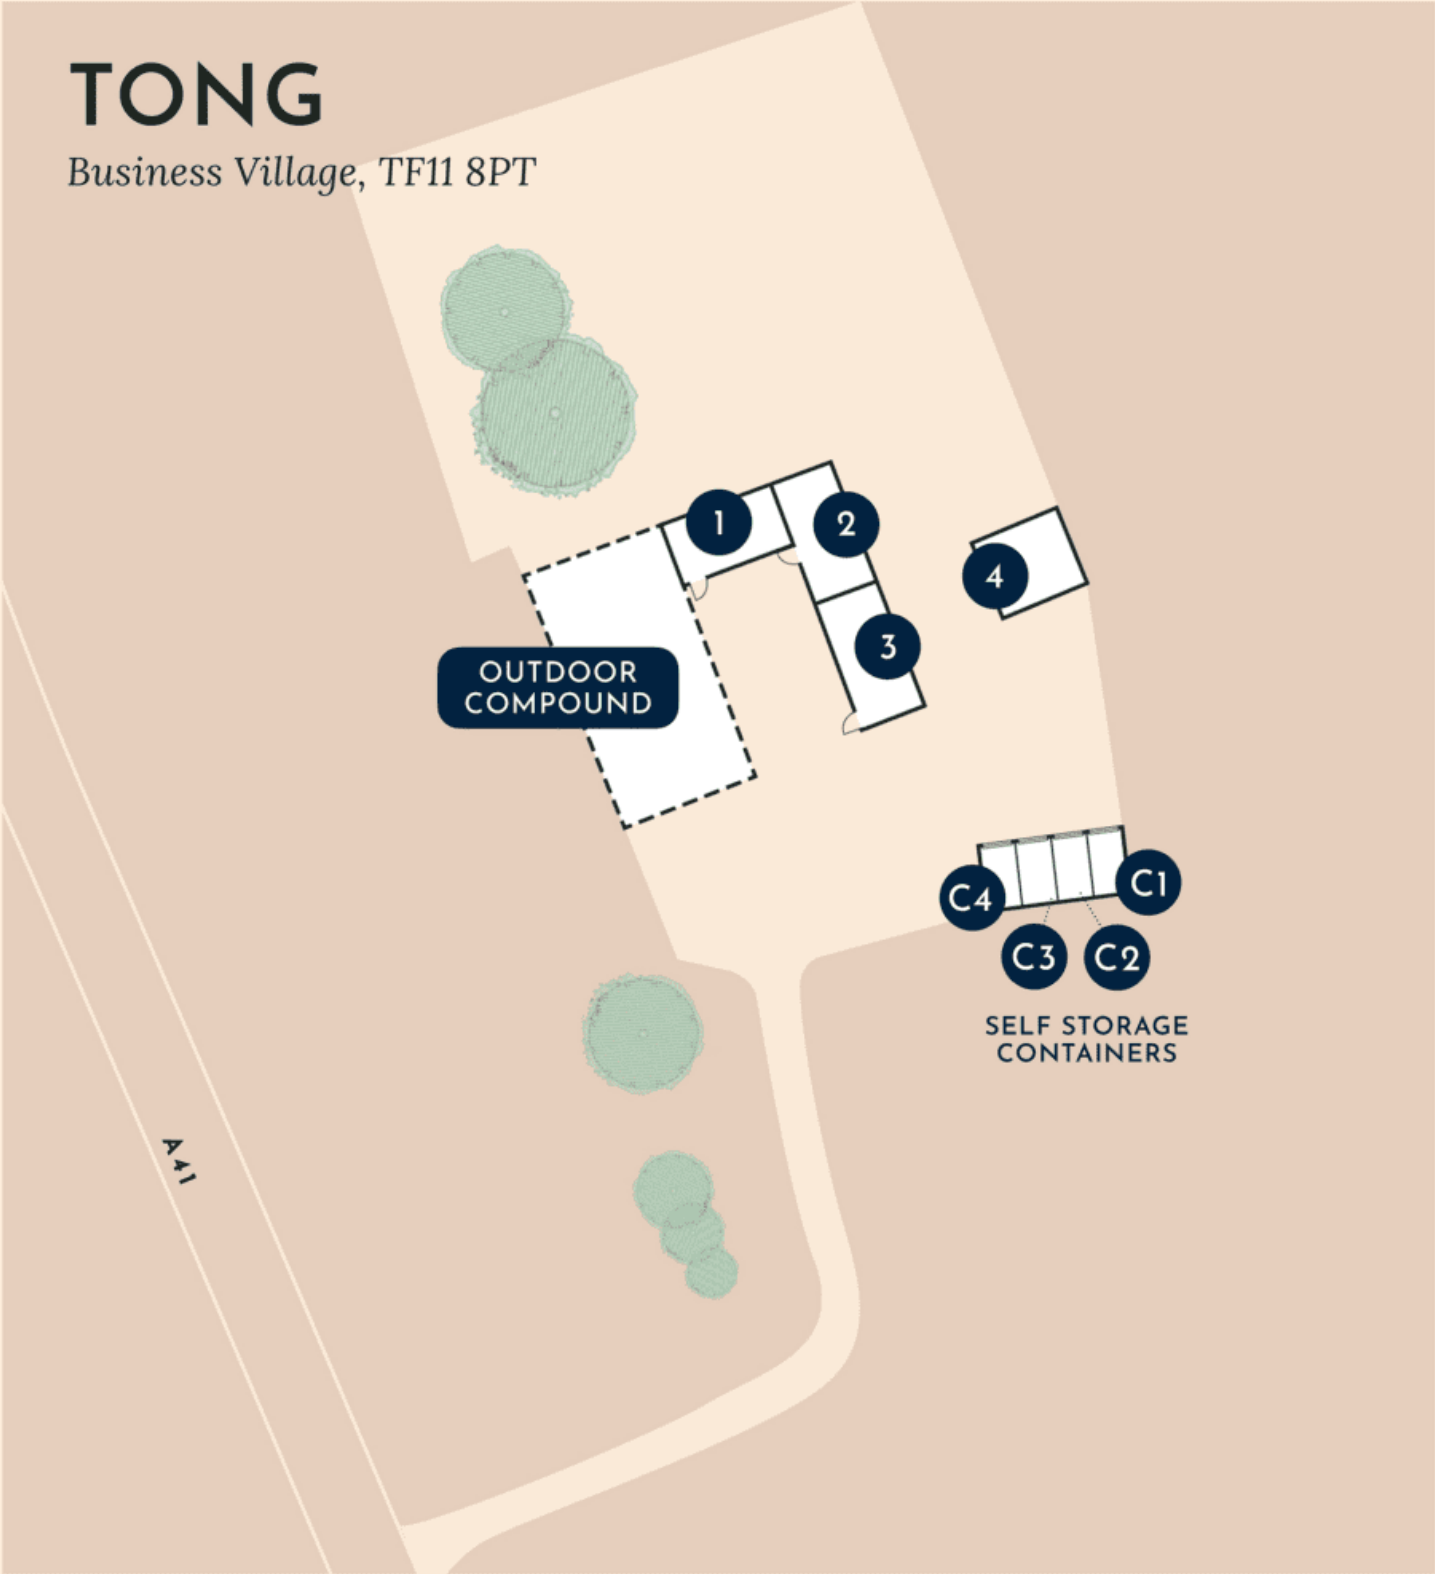 TONG
Business Village, TF11 8PT
1
2
4
3
OUTDOOR
COMPOUND
C4
C1
C3
C2
SELF STORAGE
CONTAINERS
A41